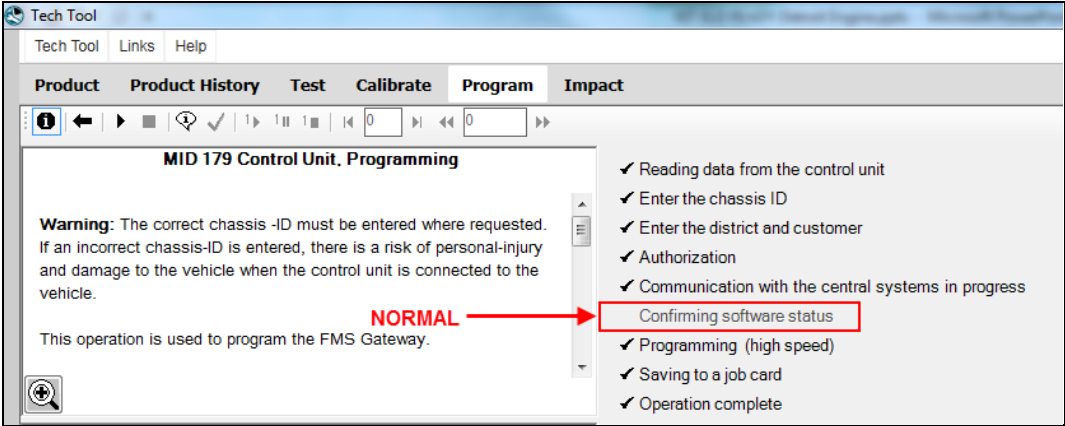 Tech Tool
Tech Tool Links Help
Product Product History Test Calibrate Program Impact
1 1 1 0 0
MID 179 Control Unit, Programming
Warning: The correct chassis -ID must be entered where requested.
If an incorrect chassis-ID is entered, there is a risk of personal-injury
and damage to the vehicle when the control unit is connected to the
vehicle.
NORMAL
This operation is used to program the FMS Gateway.
Reading data from the control unit
Enter the chassis ID
Enter the district and customer
Authorization
Communication with the central systems in progress
Confirming software status
Programming (high speed)
Saving to a job card
Operation complete